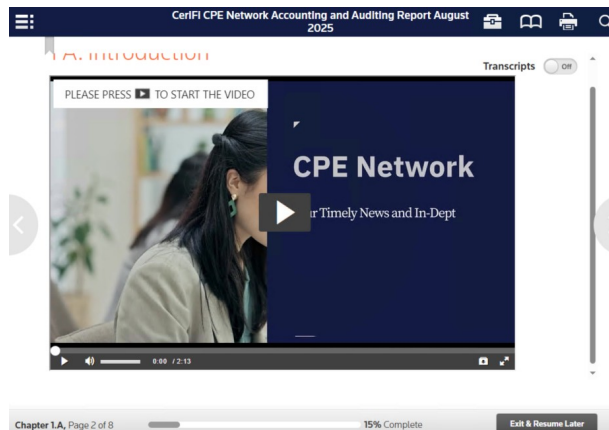 CeriFi CPE Network Accounting and Auditing Report August
2025
A. Introduction
Transcripts
Off
PLEASE PRESS TO START THE VIDEO
CPE Network
r Timely News and In-Dept
0:00 / 2:13
Chapter 1.A, Page 2 of 8
15% Complete
Exit & Resume Later